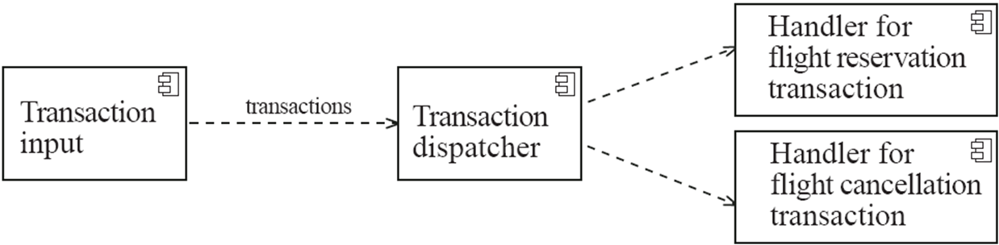 Transaction
input
transactions
Transaction
dispatcher
Handler for
flight reservation
transaction
Handler for
flight cancellation
transaction